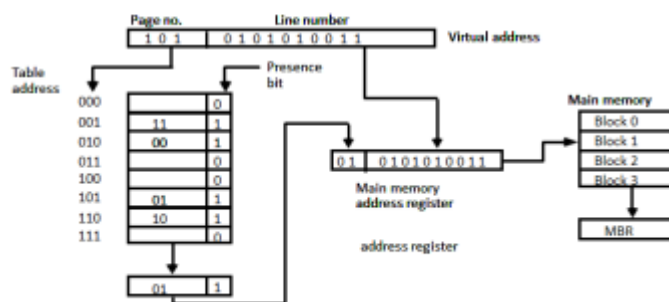 Page no. Line number
1 0 1 0 1 0 1 0 1 0 0 1 1 Virtual address
Table address
Presence bit
000 0
001 11 1
010 00 1
011 0
100 0
101 01 1
110 10 1
111 0
01 1
0 1 0 1 0 1 0 1 0 0 1 1
Main memory address register
address register
Main memory
Block 0
Block 1
Block 2
Block 3
MBR